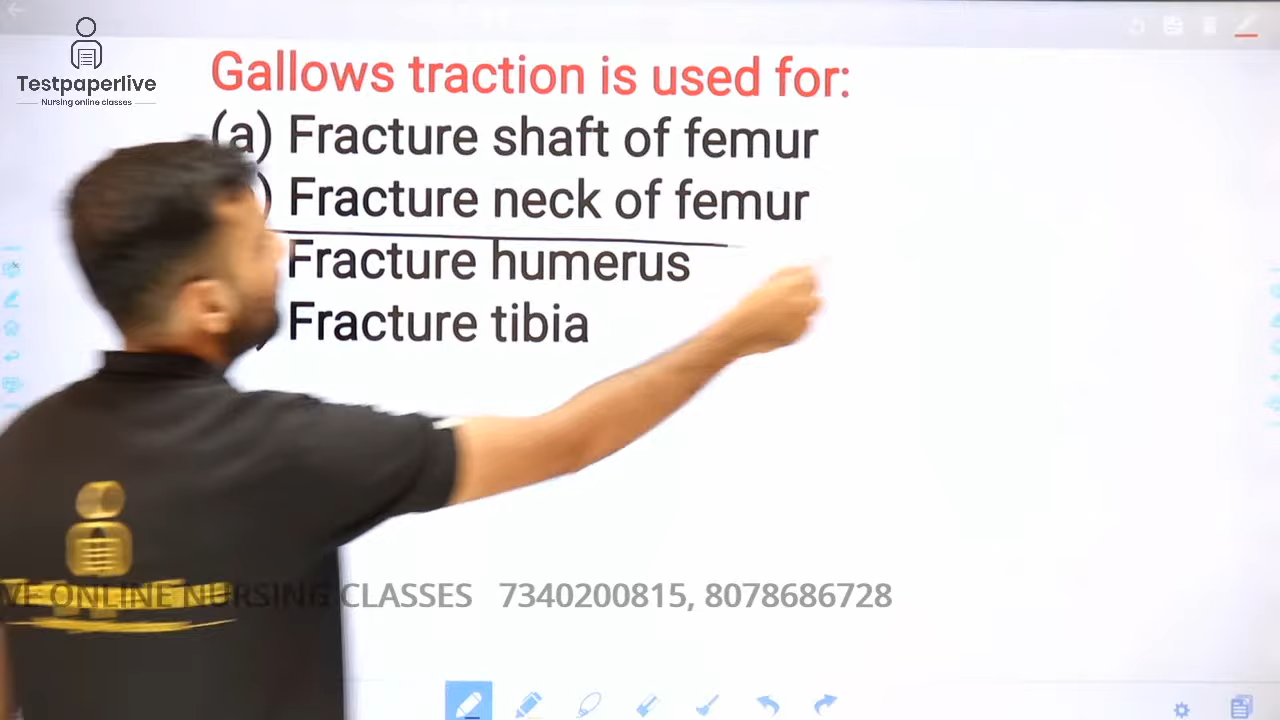 Testpaperlive
Nursing online classes
Gallows traction is used for:
(a) Fracture shaft of femur
) Fracture neck of femur
Fracture humerus
) Fracture tibia
VE ONLINE NURSING CLASSES 7340200815, 8078686728